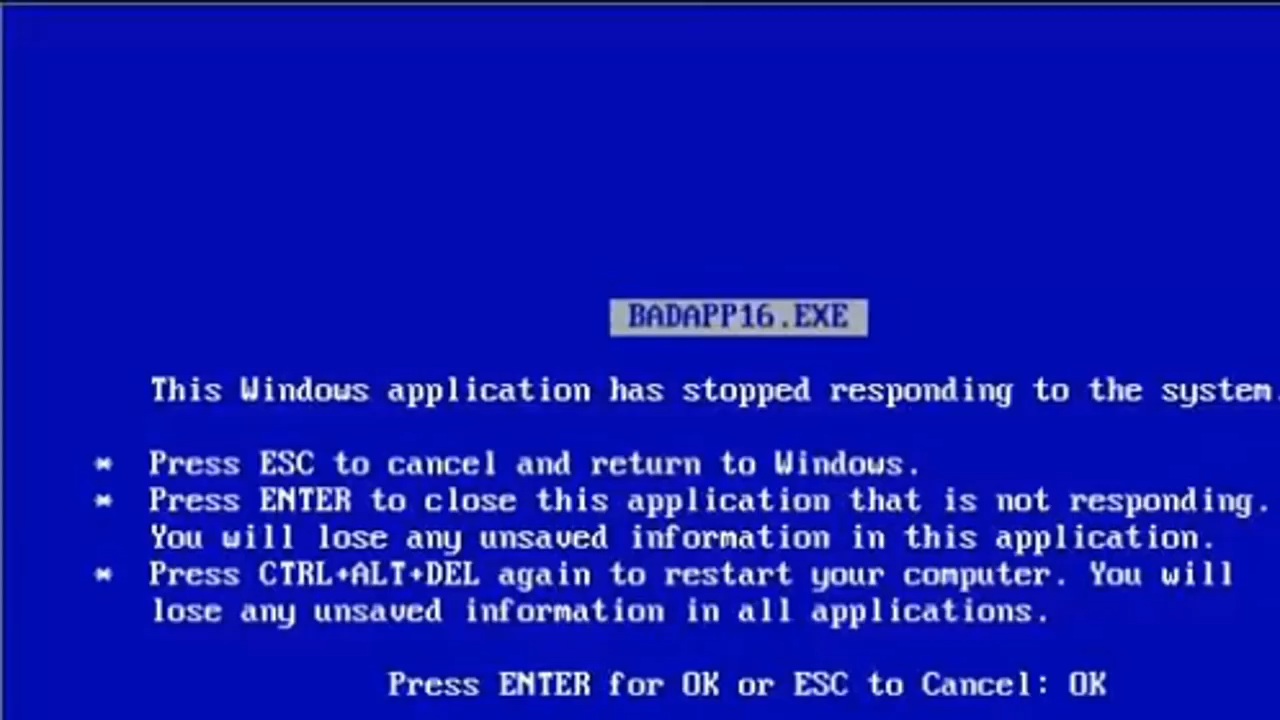 BADAPP16.EXE
This Windows application has stopped responding to the system.
* Press ESC to cancel and return to Windows.
* Press ENTER to close this application that is not responding.
You will lose any unsaved information in this application.
* Press CTRL+ALT+DEL again to restart your computer. You will
lose any unsaved information in all applications.
Press ENTER for OK or ESC to Cancel: OK